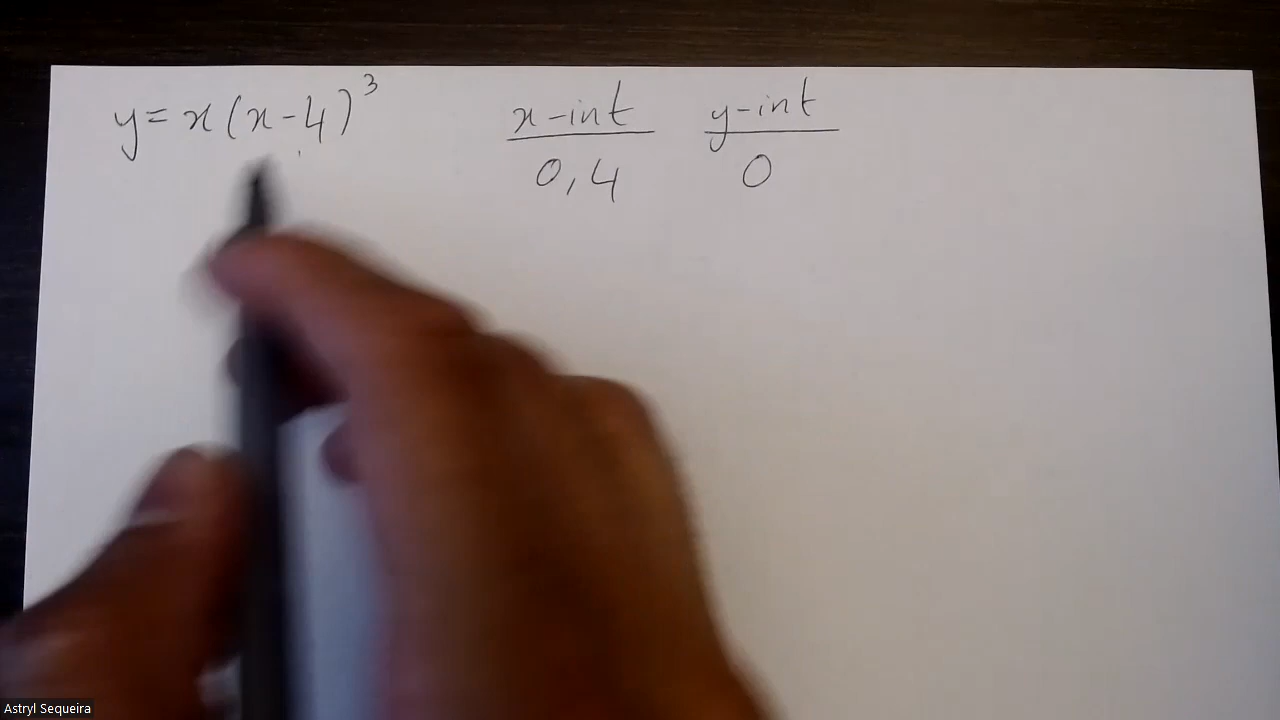 y = x(x-4)³
x-int y-int
0,4 0
Astryl Sequeira